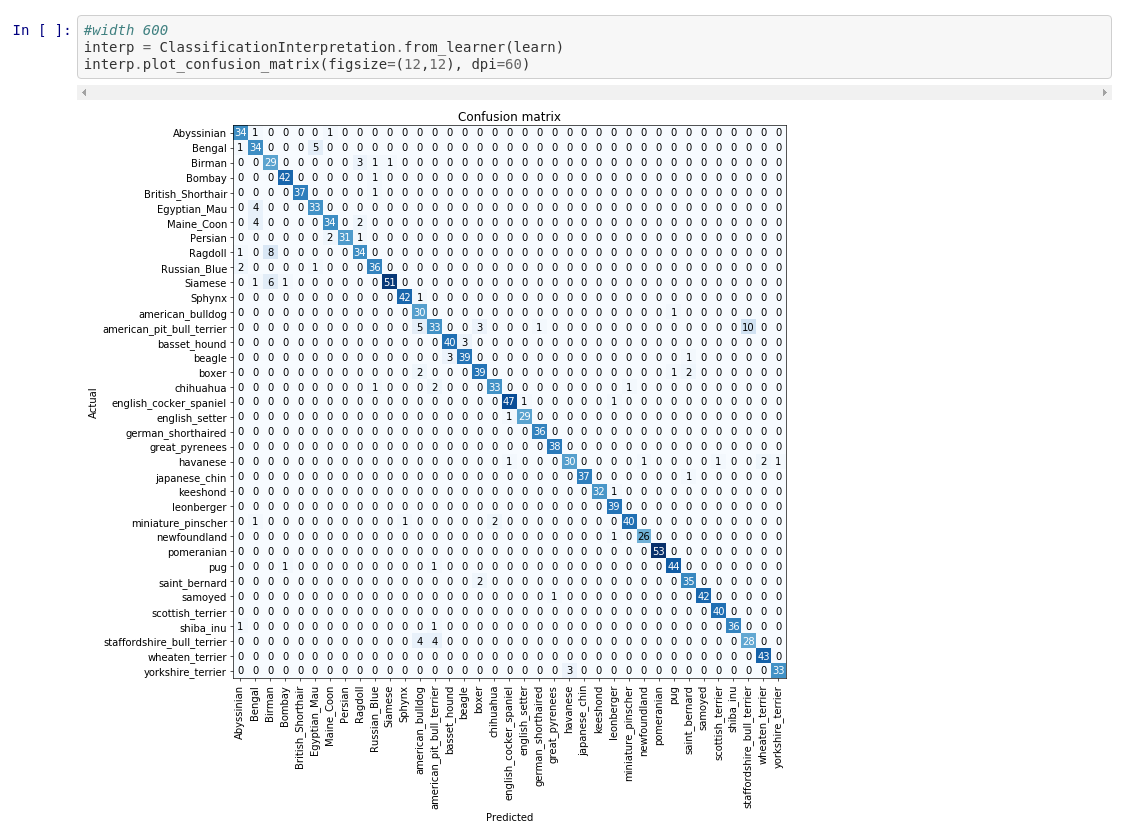 In [ ]: #width 600
interp = ClassificationInterpretation.from_learner(learn)
interp.plot_confusion_matrix(figsize=(12,12), dpi=60)
Confusion matrix
Abyssinian 34 1 0 0 0 0 1 0 0 0 0 0 0 0 0 0 0 0 0 0 0 0 0 0 0 0 0 0 0 0 0 0 0 0 0 0 0
Bengal 1 34 0 0 0 5 0 0 0 0 0 0 0 0 0 0 0 0 0 0 0 0 0 0 0 0 0 0 0 0 0 0 0 0 0 0 0
Birman 0 0 29 0 0 0 0 0 3 1 1 0 0 0 0 0 0 0 0 0 0 0 0 0 0 0 0 0 0 0 0 0 0 0 0 0 0
Bombay 0 0 0 42 0 0 0 0 0 1 0 0 0 0 0 0 0 0 0 0 0 0 0 0 0 0 0 0 0 0 0 0 0 0 0 0 0
British_Shorthair 0 0 0 0 37 0 0 0 0 1 0 0 0 0 0 0 0 0 0 0 0 0 0 0 0 0 0 0 0 0 0 0 0 0 0 0 0
Egyptian_Mau 0 4 0 0 0 33 0 0 0 0 0 0 0 0 0 0 0 0 0 0 0 0 0 0 0 0 0 0 0 0 0 0 0 0 0 0 0
Maine_Coon 0 4 0 0 0 0 34 0 2 0 0 0 0 0 0 0 0 0 0 0 0 0 0 0 0 0 0 0 0 0 0 0 0 0 0 0 0
Persian 0 0 0 0 0 0 2 31 1 0 0 0 0 0 0 0 0 0 0 0 0 0 0 0 0 0 0 0 0 0 0 0 0 0 0 0 0
Ragdoll 1 0 8 0 0 0 0 0 34 0 0 0 0 0 0 0 0 0 0 0 0 0 0 0 0 0 0 0 0 0 0 0 0 0 0 0 0
Russian_Blue 2 0 0 0 0 1 0 0 0 36 0 0 0 0 0 0 0 0 0 0 0 0 0 0 0 0 0 0 0 0 0 0 0 0 0 0 0
Siamese 0 1 6 1 0 0 0 0 0 0 51 0 0 0 0 0 0 0 0 0 0 0 0 0 0 0 0 0 0 0 0 0 0 0 0 0 0
Sphynx 0 0 0 0 0 0 0 0 0 0 0 42 1 0 0 0 0 0 0 0 0 0 0 0 0 0 0 0 0 0 0 0 0 0 0 0 0
american_bulldog 0 0 0 0 0 0 0 0 0 0 0 0 30 0 0 0 0 0 0 0 0 0 0 0 0 0 0 0 0 1 0 0 0 0 0 0 0
american_pit_bull_terrier 0 0 0 0 0 0 0 0 0 0 0 0 5 33 0 0 3 0 0 0 1 0 0 0 0 0 0 0 0 0 0 0 0 0 10 0 0
basset_hound 0 0 0 0 0 0 0 0 0 0 0 0 0 0 40 3 0 0 0 0 0 0 0 0 0 0 0 0 0 0 0 0 0 0 0 0 0
beagle 0 0 0 0 0 0 0 0 0 0 0 0 0 0 3 39 0 0 0 0 0 0 0 0 0 0 0 0 0 0 1 0 0 0 0 0 0
boxer 0 0 0 0 0 0 0 0 0 0 0 0 2 0 0 0 39 0 0 0 0 0 0 0 0 0 0 0 0 1 2 0 0 0 0 0 0
chihuahua 0 0 0 0 0 0 0 0 0 1 0 0 0 2 0 0 0 33 0 0 0 0 0 0 0 0 1 0 0 0 0 0 0 0 0 0 0
english_cocker_spaniel 0 0 0 0 0 0 0 0 0 0 0 0 0 0 0 0 0 0 47 1 0 0 0 0 0 1 0 0 0 0 0 0 0 0 0 0 0
english_setter 0 0 0 0 0 0 0 0 0 0 0 0 0 0 0 0 0 0 1 29 0 0 0 0 0 0 0 0 0 0 0 0 0 0 0 0 0
german_shorthaired 0 0 0 0 0 0 0 0 0 0 0 0 0 0 0 0 0 0 0 0 36 0 0 0 0 0 0 0 0 0 0 0 0 0 0 0 0
great_pyrenees 0 0 0 0 0 0 0 0 0 0 0 0 0 0 0 0 0 0 0 0 0 38 0 0 0 0 0 0 0 0 0 0 0 0 0 0 0
havanese 0 0 0 0 0 0 0 0 0 0 0 0 0 0 0 0 0 0 1 0 0 0 30 0 0 0 0 1 0 0 0 0 1 0 0 2 1
japanese_chin 0 0 0 0 0 0 0 0 0 0 0 0 0 0 0 0 0 0 0 0 0 0 0 37 0 0 0 0 0 0 1 0 0 0 0 0 0
keeshond 0 0 0 0 0 0 0 0 0 0 0 0 0 0 0 0 0 0 0 0 0 0 0 0 32 1 0 0 0 0 0 0 0 0 0 0 0
leonberger 0 0 0 0 0 0 0 0 0 0 0 0 0 0 0 0 0 0 0 0 0 0 0 0 0 39 0 0 0 0 0 0 0 0 0 0 0
miniature_pinscher 0 1 0 0 0 0 0 0 0 0 0 1 0 0 0 0 0 2 0 0 0 0 0 0 0 0 40 0 0 0 0 0 0 0 0 0 0
newfoundland 0 0 0 0 0 0 0 0 0 0 0 0 0 0 0 0 0 0 0 0 0 0 0 0 0 1 0 26 0 0 0 0 0 0 0 0 0
pomeranian 0 0 0 0 0 0 0 0 0 0 0 0 0 0 0 0 0 0 0 0 0 0 0 0 0 0 0 0 53 0 0 0 0 0 0 0 0
pug 0 0 0 1 0 0 0 0 0 0 0 0 0 1 0 0 0 0 0 0 0 0 0 0 0 0 0 0 0 44 0 0 0 0 0 0 0
saint_bernard 0 0 0 0 0 0 0 0 0 0 0 0 0 0 0 0 2 0 0 0 0 0 0 0 0 0 0 0 0 0 35 0 0 0 0 0 0
samoyed 0 0 0 0 0 0 0 0 0 0 0 0 0 0 0 0 0 0 0 0 0 1 0 0 0 0 0 0 0 0 0 42 0 0 0 0 0
scottish_terrier 0 0 0 0 0 0 0 0 0 0 0 0 0 0 0 0 0 0 0 0 0 0 0 0 0 0 0 0 0 0 0 0 40 0 0 0 0
shiba_inu 1 0 0 0 0 0 0 0 0 0 0 0 0 1 0 0 0 0 0 0 0 0 0 0 0 0 0 0 0 0 0 0 0 36 0 0 0
staffordshire_bull_terrier 0 0 0 0 0 0 0 0 0 0 0 0 4 4 0 0 0 0 0 0 0 0 0 0 0 0 0 0 0 0 0 0 0 0 28 0 0
wheaten_terrier 0 0 0 0 0 0 0 0 0 0 0 0 0 0 0 0 0 0 0 0 0 0 0 0 0 0 0 0 0 0 0 0 0 0 0 43 0
yorkshire_terrier 0 0 0 0 0 0 0 0 0 0 0 0 0 0 0 0 0 0 0 0 0 0 3 0 0 0 0 0 0 0 0 0 0 0 0 0 33
Actual
Abyssinian
Bengal
Birman
Bombay
British_Shorthair
Egyptian_Mau
Maine_Coon
Persian
Ragdoll
Russian_Blue
Siamese
Sphynx
american_bulldog
american_pit_bull_terrier
basset_hound
beagle
boxer
chihuahua
english_cocker_spaniel
english_setter
german_shorthaired
great_pyrenees
havanese
japanese_chin
keeshond
leonberger
miniature_pinscher
newfoundland
pomeranian
pug
saint_bernard
samoyed
scottish_terrier
shiba_inu
staffordshire_bull_terrier
wheaten_terrier
yorkshire_terrier
Predicted